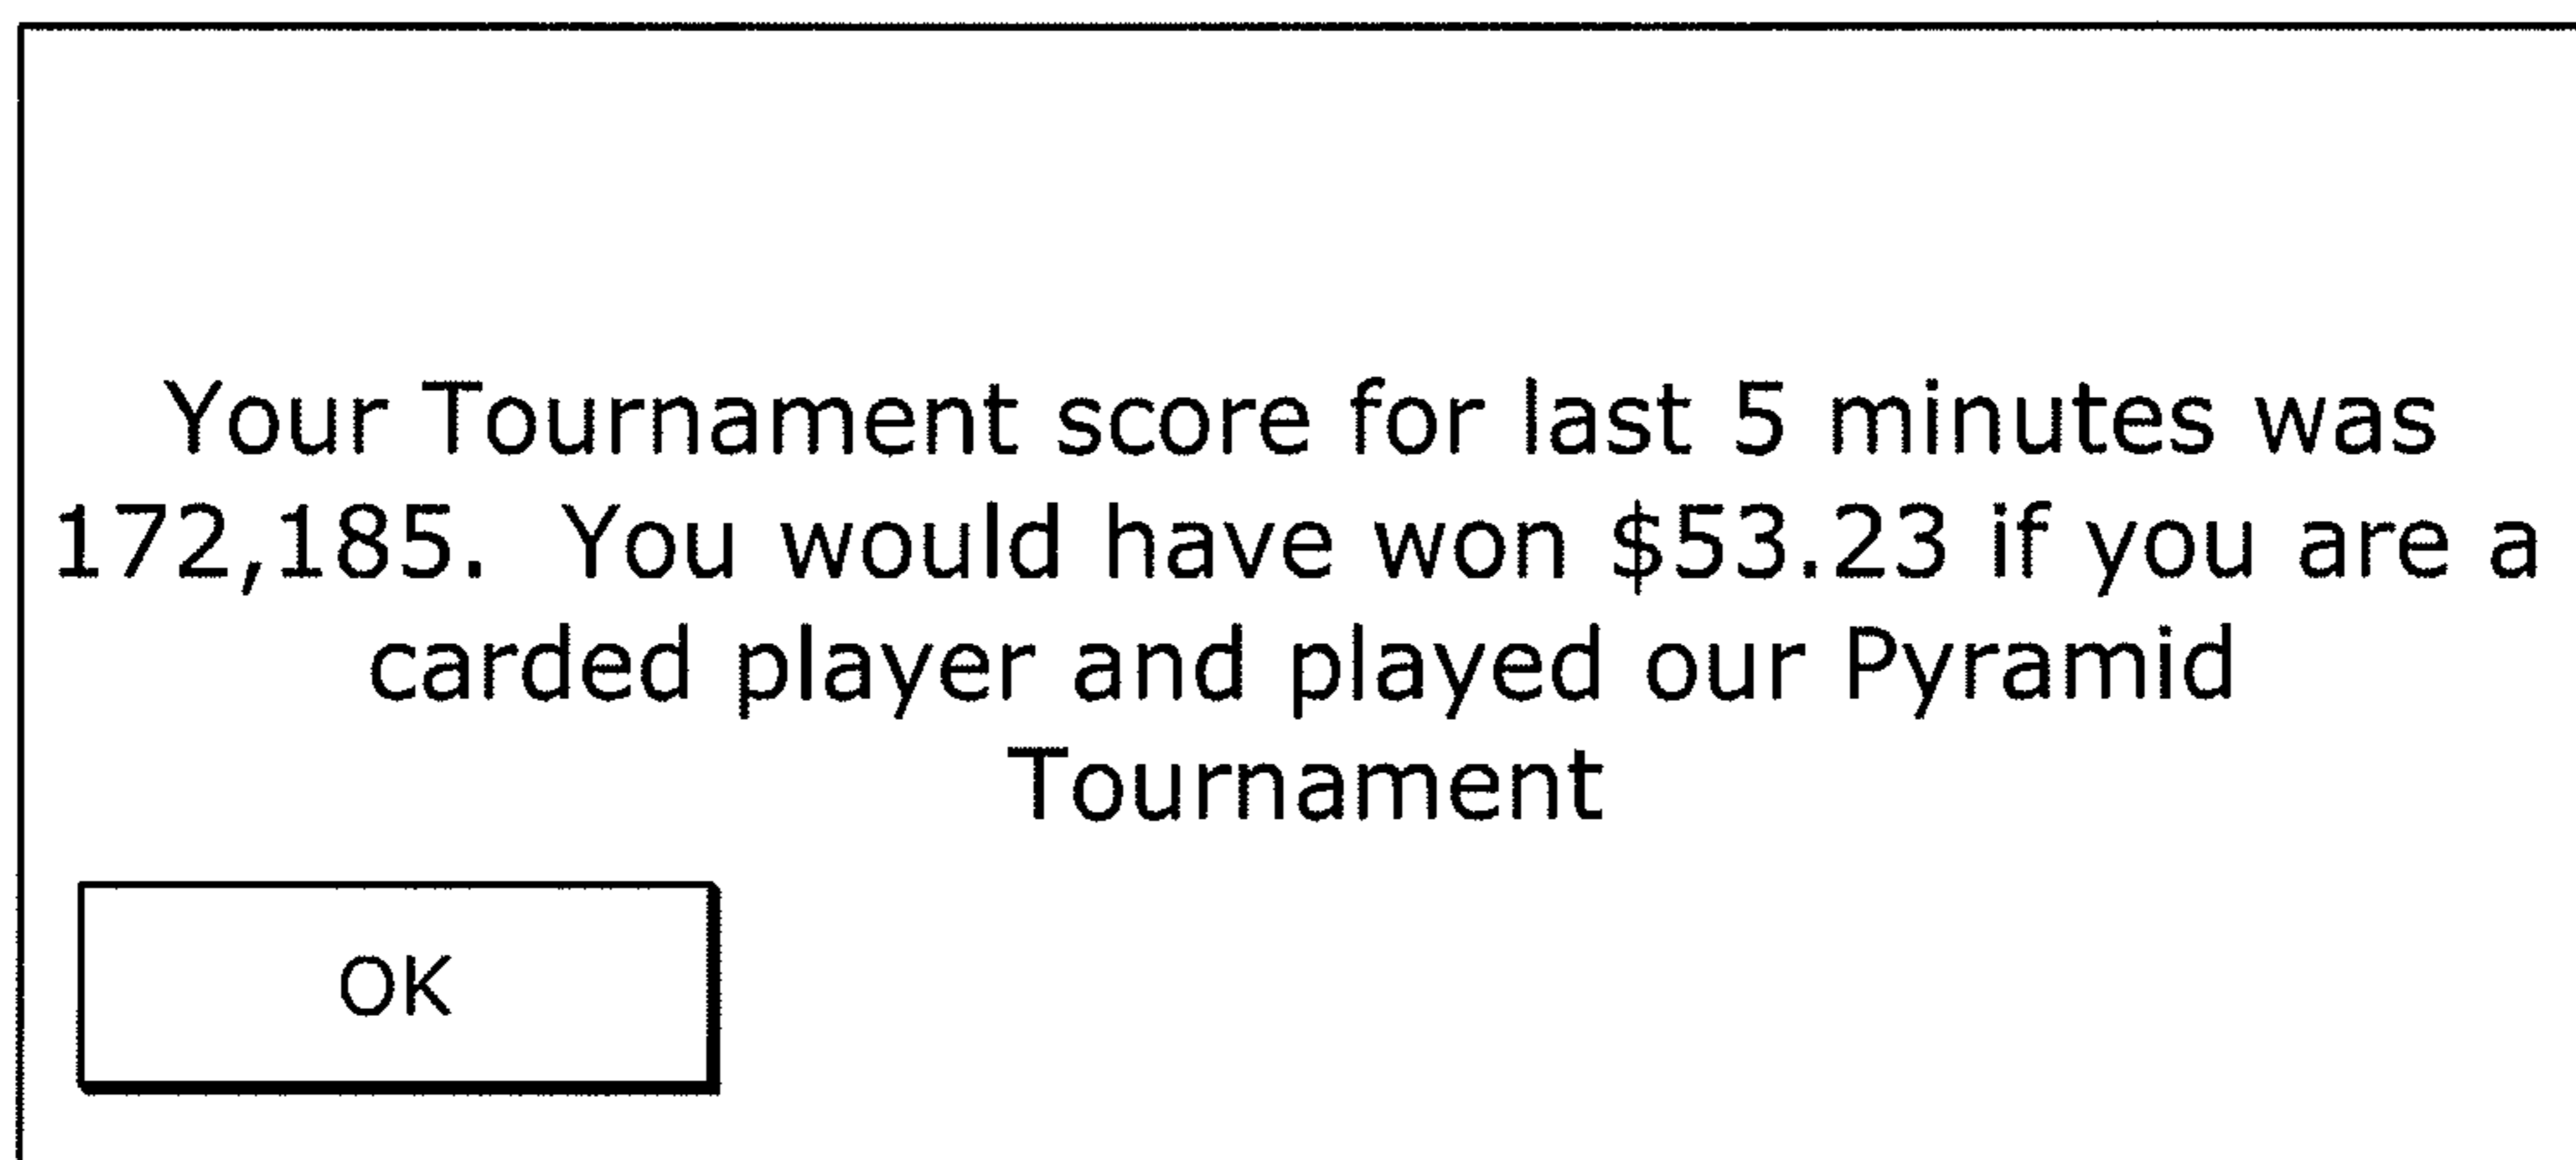 Your Tournament score for last 5 minutes was
172,185.  You would have won $53.23 if you are a
carded player and played our Pyramid
Tournament
OK